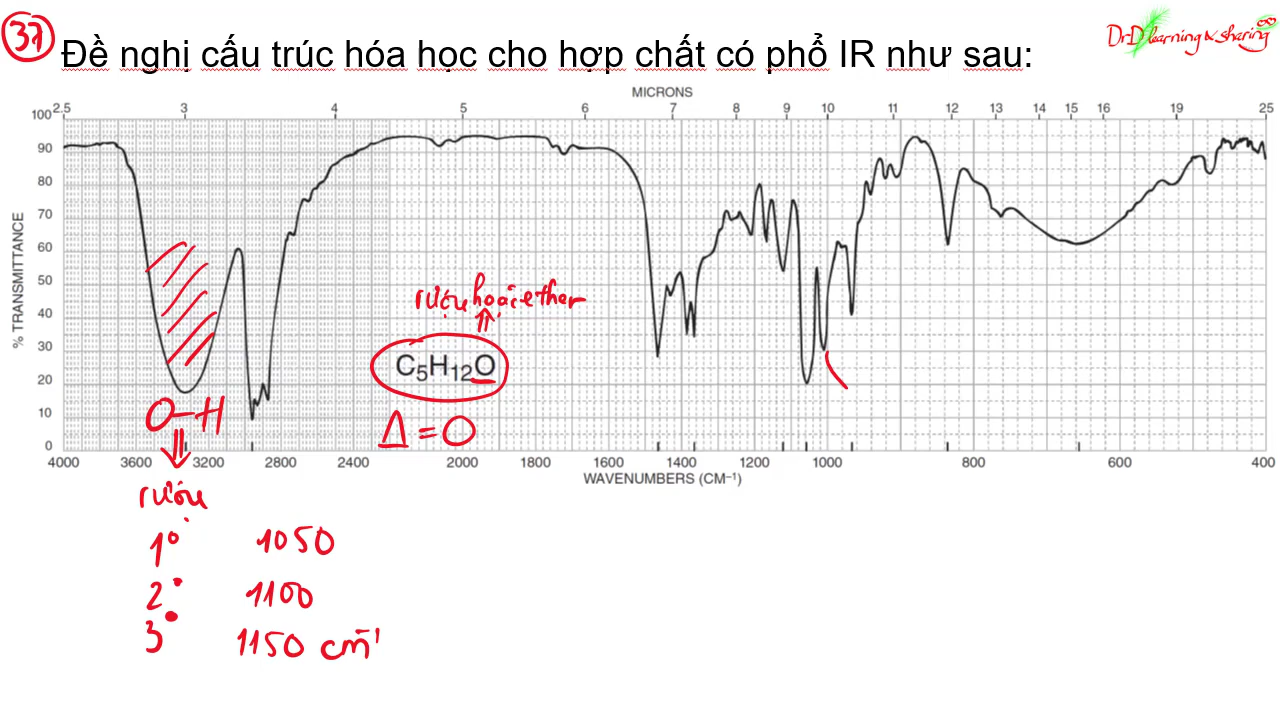 37
DrD learning & sharing
Đề nghị cấu trúc hóa học cho hợp chất có phổ IR như sau:
MICRONS
2.5 3 4 5 6 7 8 9 10 11 12 13 14 15 16 19 25
% TRANSMITTANCE
100
90
80
70
60
50
40
30
20
10
0
rượu hoặc ether
C5H12O
Δ = 0
O–H
4000 3600 3200 2800 2400 2000 1800 1600 1400 1200 1000 800 600 400
WAVENUMBERS (CM⁻¹)
rượu
1° 1050
2° 1100
3° 1150 cm⁻¹